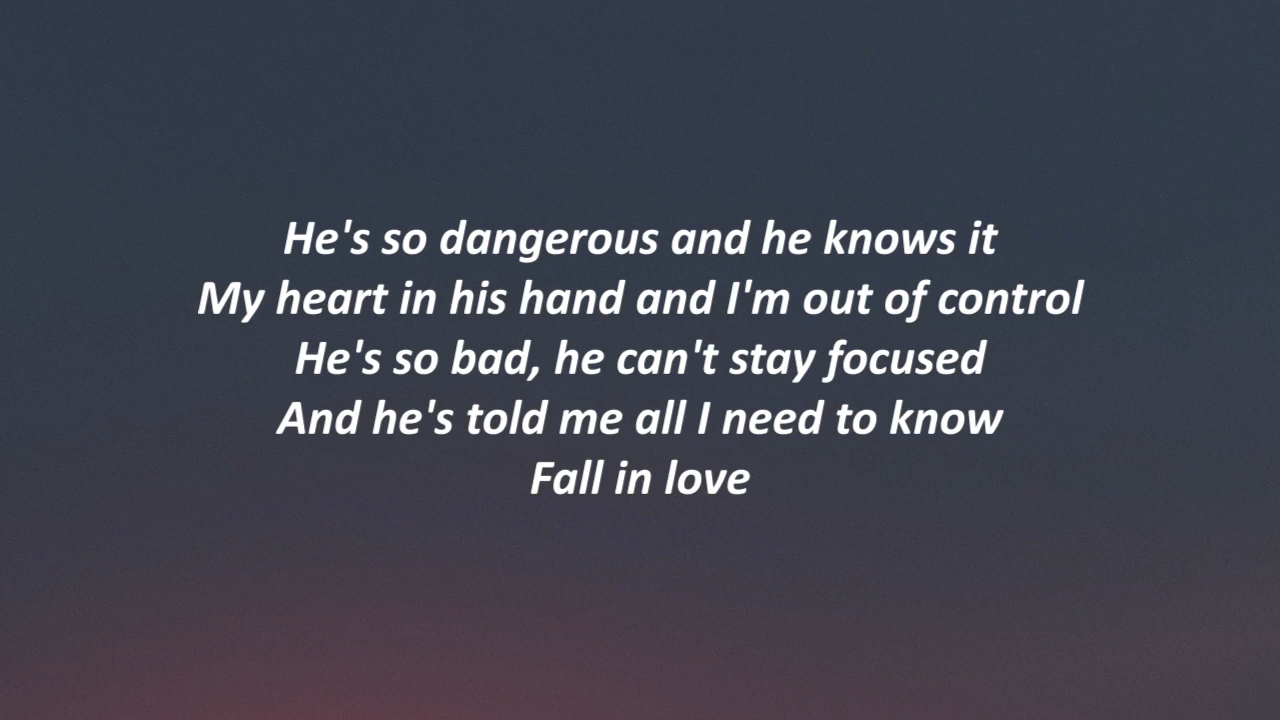 He's so dangerous and he knows it
My heart in his hand and I'm out of control
He's so bad, he can't stay focused
And he's told me all I need to know
Fall in love